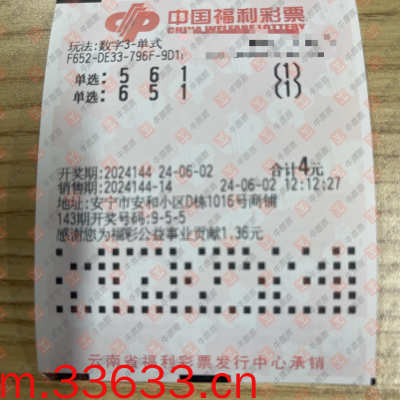 中国福利彩票
CHINA WELFARE LOTTERY
玩法:数字3-单式
F652-DE33-796F-9D1
单选: 5 6 1 (1)
单选: 6 5 1 (1)
开奖期:2024144 24-06-02 合计4元
销售期:2024144-14 24-06-02 12:12:27
地址:安宁市安和小区D栋1016号商铺
143期开奖号码:9-5-5
感谢您为福彩公益事业贡献1.36元
云南省福利彩票发行中心承销
m.33633.cn